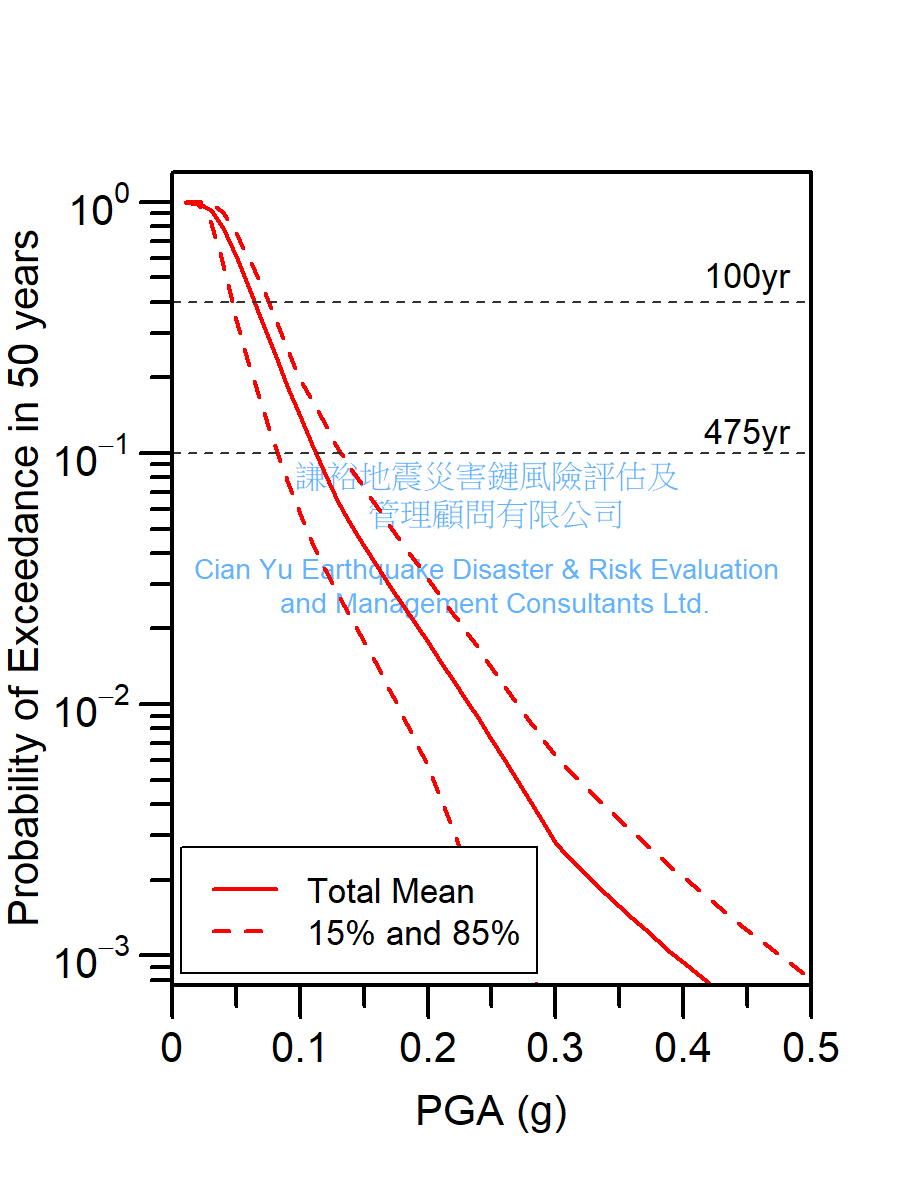 Probability of Exceedance in 50 years
10⁰
10⁻¹
10⁻²
10⁻³
100yr
475yr
謙裕地震災害鏈風險評估及
管理顧問有限公司
Cian Yu Earthquake Disaster & Risk Evaluation
and Management Consultants Ltd.
Total Mean
15% and 85%
0 0.1 0.2 0.3 0.4 0.5
PGA (g)